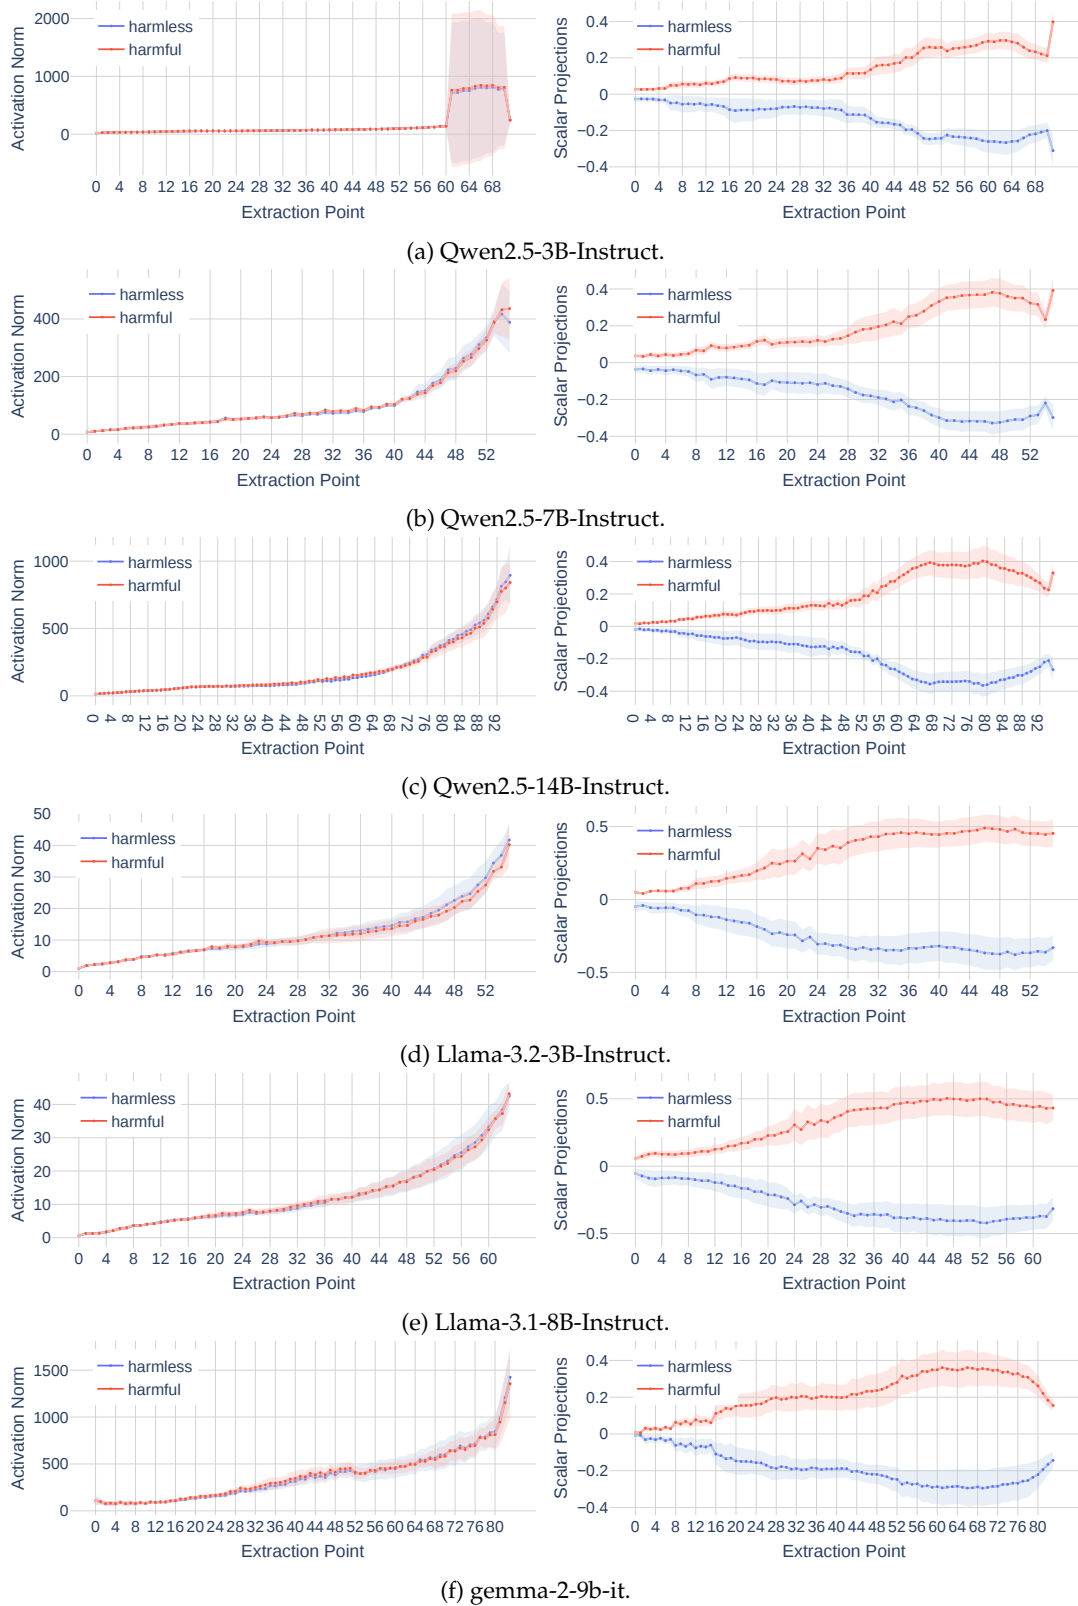 2000
1000
0
Activation Norm
harmless
harmful
0 4 8 12 16 20 24 28 32 36 40 44 48 52 56 60 64 68
Extraction Point
0.4
0.2
0
−0.2
−0.4
Scalar Projections
harmless
harmful
0 4 8 12 16 20 24 28 32 36 40 44 48 52 56 60 64 68
Extraction Point
(a) Qwen2.5-3B-Instruct.
400
200
0
Activation Norm
harmless
harmful
0 4 8 12 16 20 24 28 32 36 40 44 48 52
Extraction Point
0.4
0.2
0
−0.2
−0.4
Scalar Projections
harmless
harmful
0 4 8 12 16 20 24 28 32 36 40 44 48 52
Extraction Point
(b) Qwen2.5-7B-Instruct.
1000
500
0
Activation Norm
harmless
harmful
0 4 8 12 16 20 24 28 32 36 40 44 48 52 56 60 64 68 72 76 80 84 88 92
Extraction Point
0.4
0.2
0
−0.2
−0.4
Scalar Projections
harmless
harmful
0 4 8 12 16 20 24 28 32 36 40 44 48 52 56 60 64 68 72 76 80 84 88 92
Extraction Point
(c) Qwen2.5-14B-Instruct.
50
40
30
20
10
0
Activation Norm
harmless
harmful
0 4 8 12 16 20 24 28 32 36 40 44 48 52
Extraction Point
0.5
0
−0.5
Scalar Projections
harmless
harmful
0 4 8 12 16 20 24 28 32 36 40 44 48 52
Extraction Point
(d) Llama-3.2-3B-Instruct.
40
30
20
10
0
Activation Norm
harmless
harmful
0 4 8 12 16 20 24 28 32 36 40 44 48 52 56 60
Extraction Point
0.5
0
−0.5
Scalar Projections
harmless
harmful
0 4 8 12 16 20 24 28 32 36 40 44 48 52 56 60
Extraction Point
(e) Llama-3.1-8B-Instruct.
1500
1000
500
0
Activation Norm
harmless
harmful
0 4 8 12 16 20 24 28 32 36 40 44 48 52 56 60 64 68 72 76 80
Extraction Point
0.4
0.2
0
−0.2
−0.4
Scalar Projections
harmless
harmful
0 4 8 12 16 20 24 28 32 36 40 44 48 52 56 60 64 68 72 76 80
Extraction Point
(f) gemma-2-9b-it.